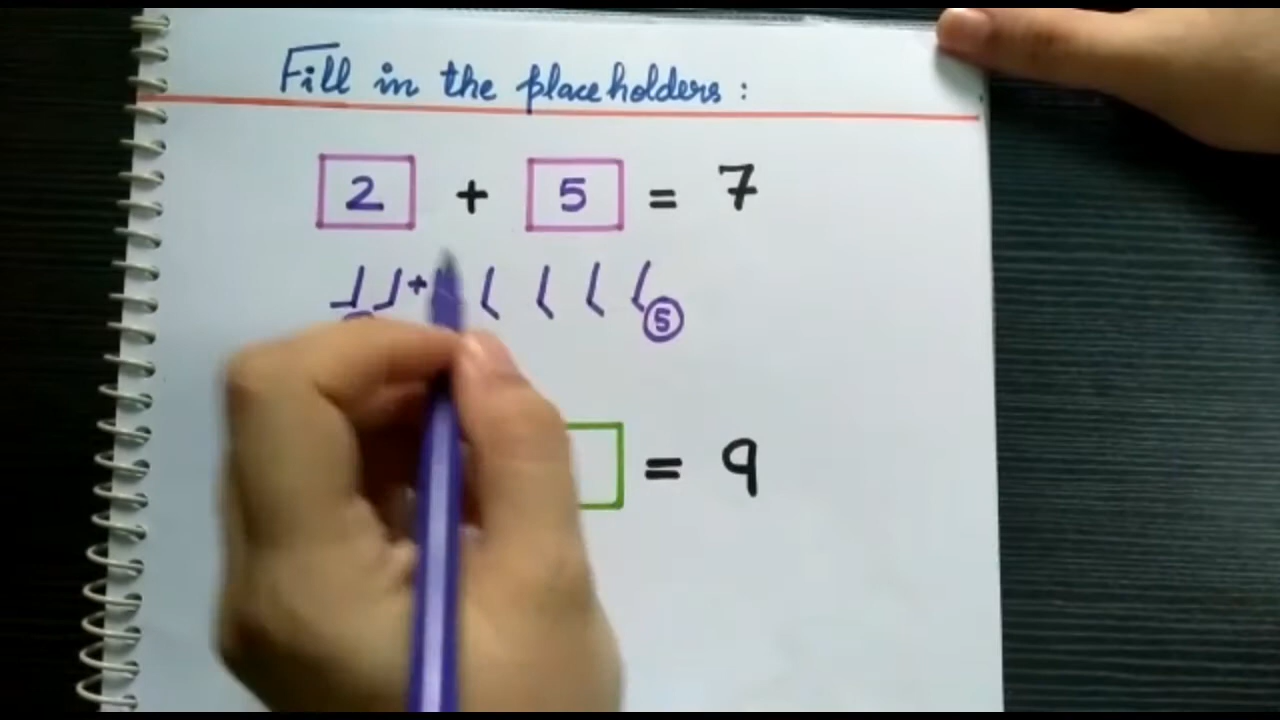 Fill in the placeholders :
2 + 5 = 7
+ 5
= 9